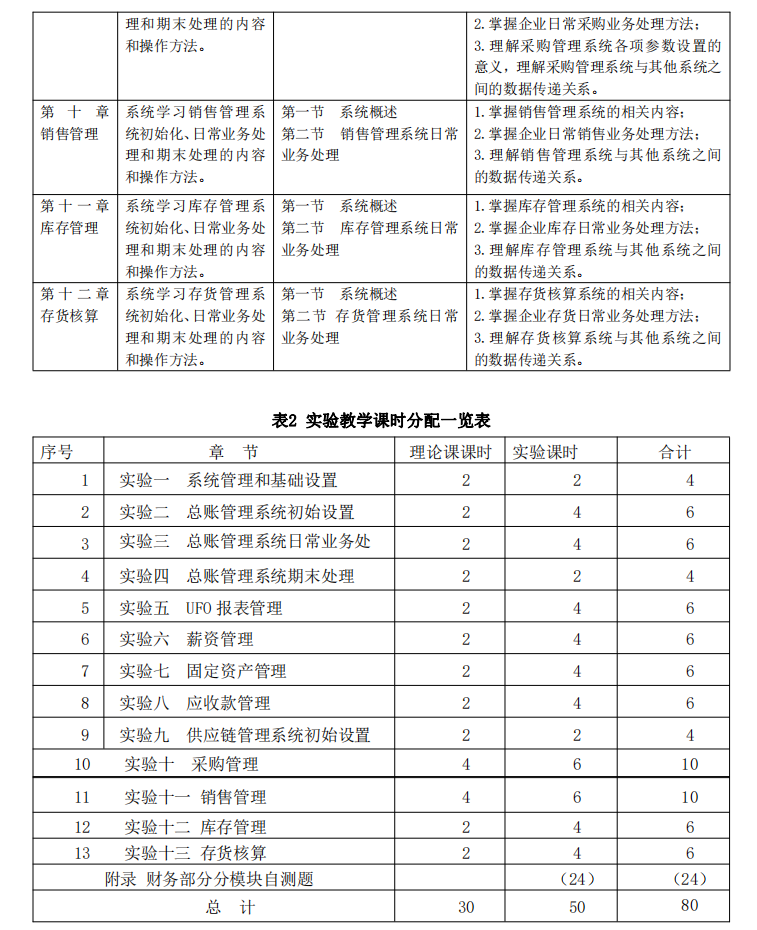 理和期末处理的内容
和操作方法。
2.掌握企业日常采购业务处理方法；
3.理解采购管理系统各项参数设置的
意义，理解采购管理系统与其他系统之
间的数据传递关系。
第十章
销售管理
系统学习销售管理系
统初始化、日常业务处
理和期末处理的内容
和操作方法。
第一节 系统概述
第二节 销售管理系统日常
业务处理
1.掌握销售管理系统的相关内容；
2.掌握企业日常销售业务处理方法；
3.理解销售管理系统与其他系统之间
的数据传递关系。
第十一章
库存管理
系统学习库存管理系
统初始化、日常业务处
理和期末处理的内容
和操作方法。
第一节 系统概述
第二节 库存管理系统日常
业务处理
1.掌握库存管理系统的相关内容；
2.掌握企业库存日常业务处理方法；
3.理解库存管理系统与其他系统之间
的数据传递关系。
第十二章
存货核算
系统学习存货管理系
统初始化、日常业务处
理和期末处理的内容
和操作方法。
第一节 系统概述
第二节 存货管理系统日常
业务处理
1.掌握存货核算系统的相关内容；
2.掌握企业存货日常业务处理方法；
3.理解存货核算系统与其他系统之间
的数据传递关系。
表2 实验教学课时分配一览表
序号 章 节 理论课课时 实验课时 合计
1 实验一 系统管理和基础设置 2 2 4
2 实验二 总账管理系统初始设置 2 4 6
3 实验三 总账管理系统日常业务处 2 4 6
4 实验四 总账管理系统期末处理 2 2 4
5 实验五 UFO报表管理 2 4 6
6 实验六 薪资管理 2 4 6
7 实验七 固定资产管理 2 4 6
8 实验八 应收款管理 2 4 6
9 实验九 供应链管理系统初始设置 2 2 4
10 实验十 采购管理 4 6 10
11 实验十一 销售管理 4 6 10
12 实验十二 库存管理 2 4 6
13 实验十三 存货核算 2 4 6
附录 财务部分分模块自测题 （24） （24）
总 计 30 50 80